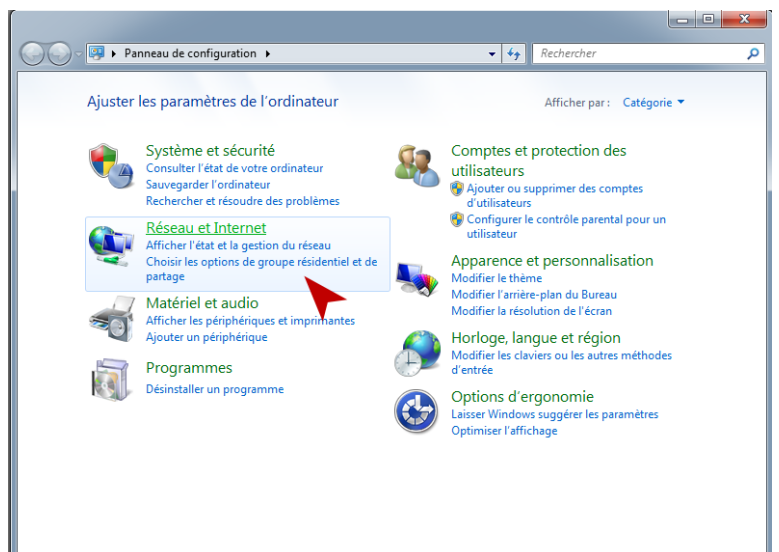 Panneau de configuration
Rechercher
Ajuster les paramètres de l'ordinateur
Afficher par : Catégorie
Système et sécurité
Consulter l'état de votre ordinateur
Sauvegarder l'ordinateur
Rechercher et résoudre des problèmes
Réseau et Internet
Afficher l'état et la gestion du réseau
Choisir les options de groupe résidentiel et de
partage
Matériel et audio
Afficher les périphériques et imprimantes
Ajouter un périphérique
Programmes
Désinstaller un programme
Comptes et protection des
utilisateurs
Ajouter ou supprimer des comptes
d'utilisateurs
Configurer le contrôle parental pour un
utilisateur
Apparence et personnalisation
Modifier le thème
Modifier l'arrière-plan du Bureau
Modifier la résolution de l'écran
Horloge, langue et région
Modifier les claviers ou les autres méthodes
d'entrée
Options d'ergonomie
Laisser Windows suggérer les paramètres
Optimiser l'affichage